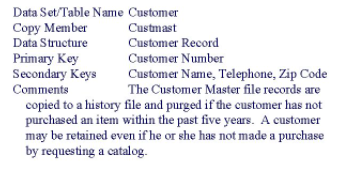 Data Set/Table Name Customer
Copy Member Custmast
Data Structure Customer Record
Primary Key Customer Number
Secondary Keys Customer Name, Telephone, Zip Code
Comments The Customer Master file records are
copied to a history file and purged if the customer has not
purchased an item within the past five years. A customer
may be retained even if he or she has not made a purchase
by requesting a catalog.